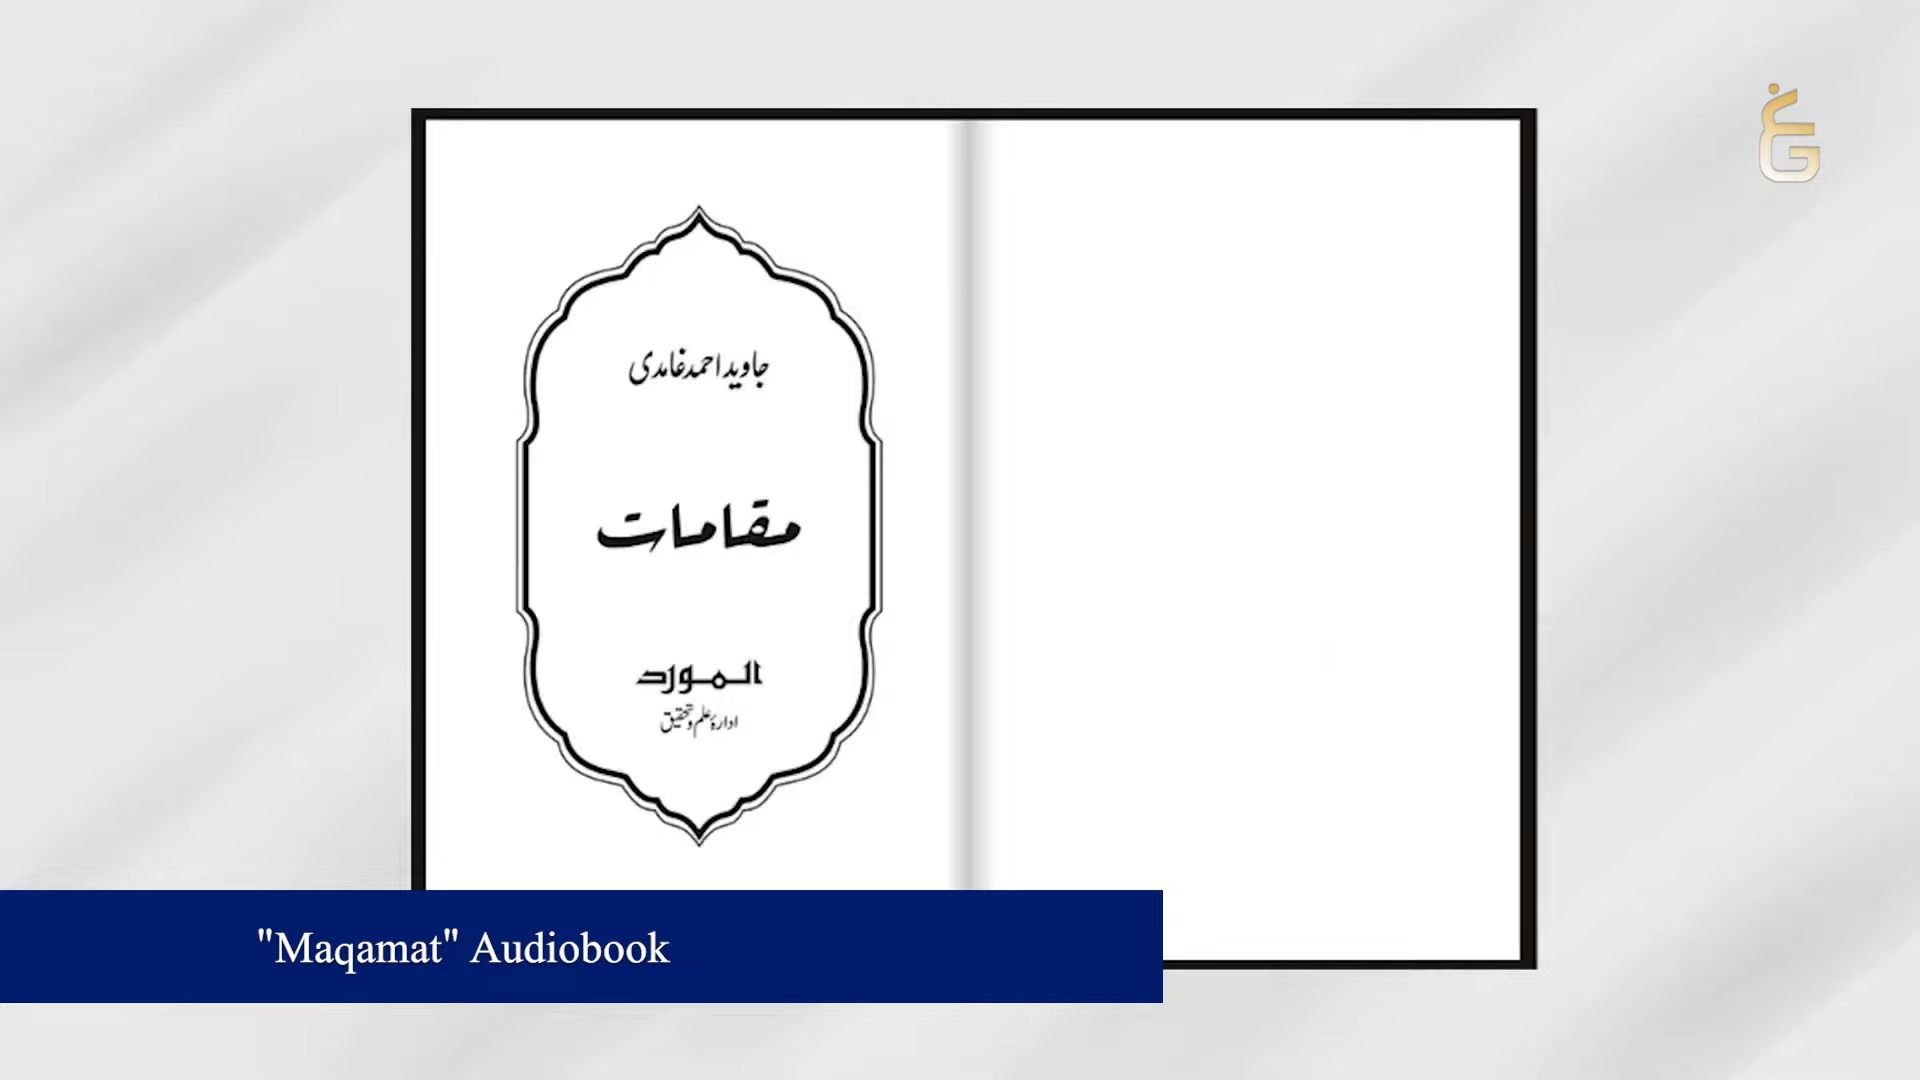 جاوید احمد غامدی
مقامات
المورد
ادارۂ علم و تحقیق
"Maqamat" Audiobook